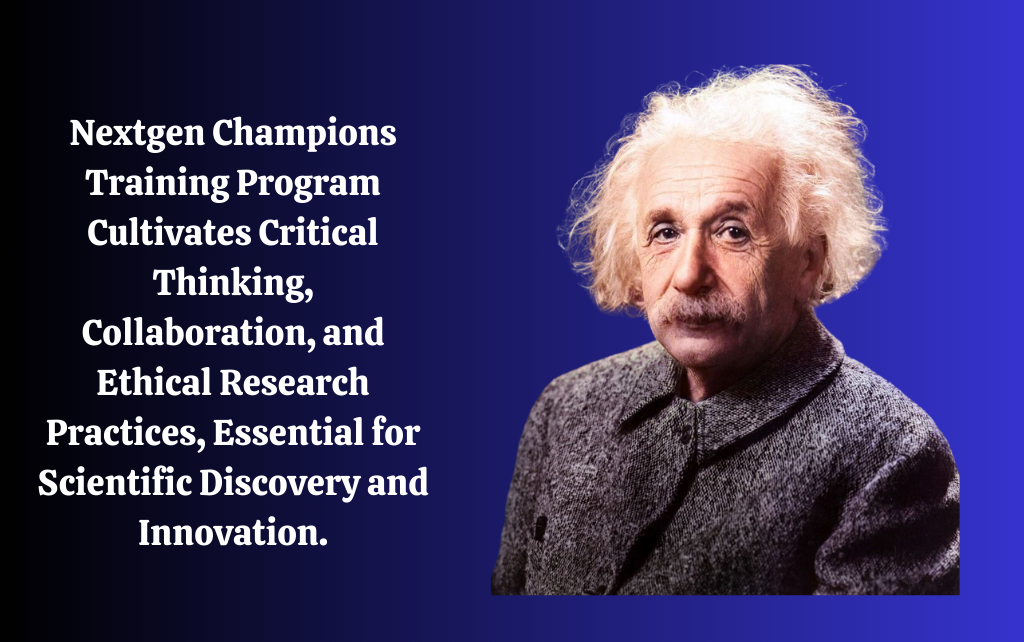 Nextgen Champions
Training Program
Cultivates Critical
Thinking,
Collaboration, and
Ethical Research
Practices, Essential for
Scientific Discovery and
Innovation.